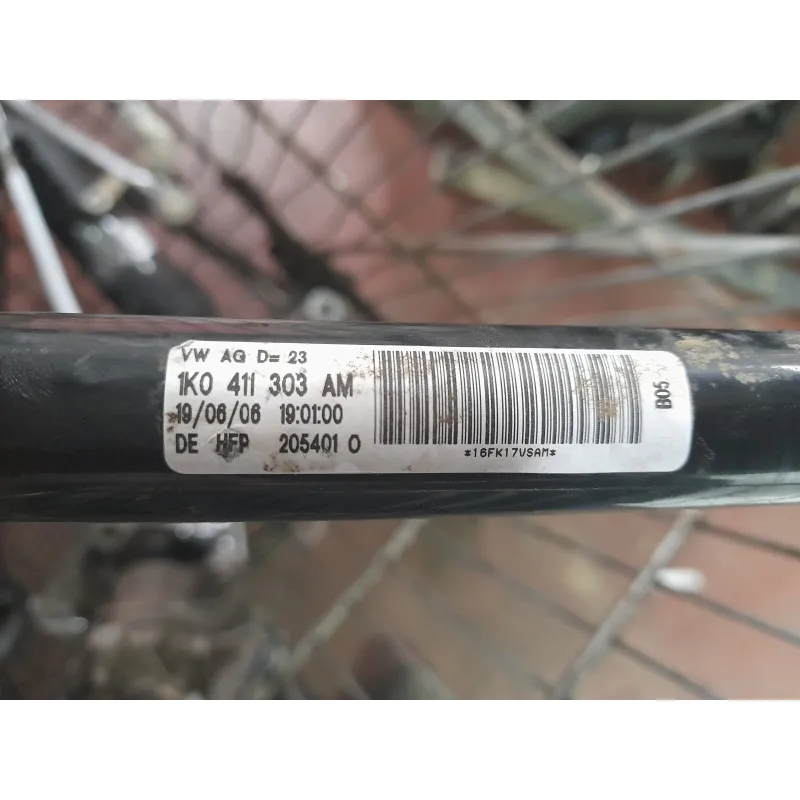 VW AG D= 23
1K0 411 303 AM
19/06/06 19:01:00
DE HFP 205401 0
*16FK17VSAM*
B05